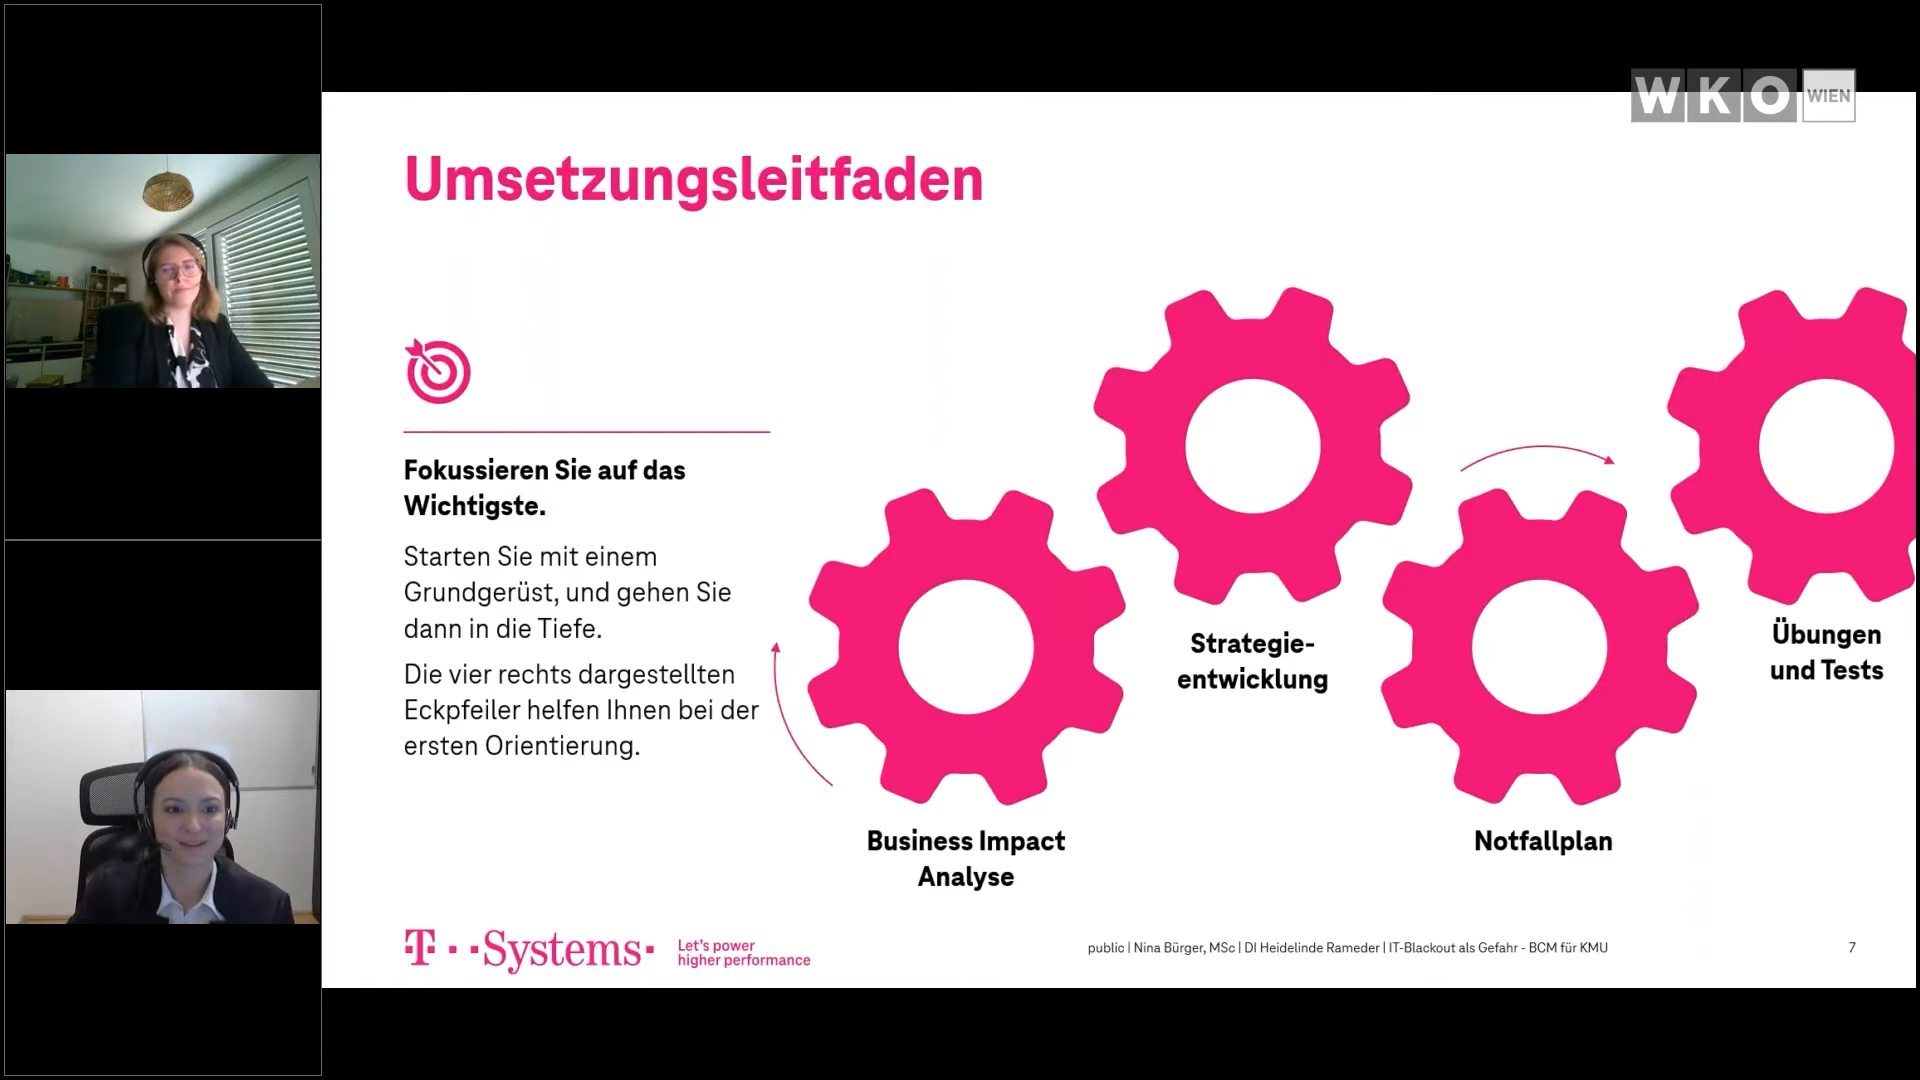 WKO WIEN
Umsetzungsleitfaden
Fokussieren Sie auf das
Wichtigste.
Starten Sie mit einem
Grundgerüst, und gehen Sie
dann in die Tiefe.
Die vier rechts dargestellten
Eckpfeiler helfen Ihnen bei der
ersten Orientierung.
Business Impact
Analyse
Strategie-
entwicklung
Notfallplan
Übungen
und Tests
T··Systems·
Let's power
higher performance
public | Nina Bürger, MSc | DI Heidelinde Rameder | IT-Blackout als Gefahr - BCM für KMU
7